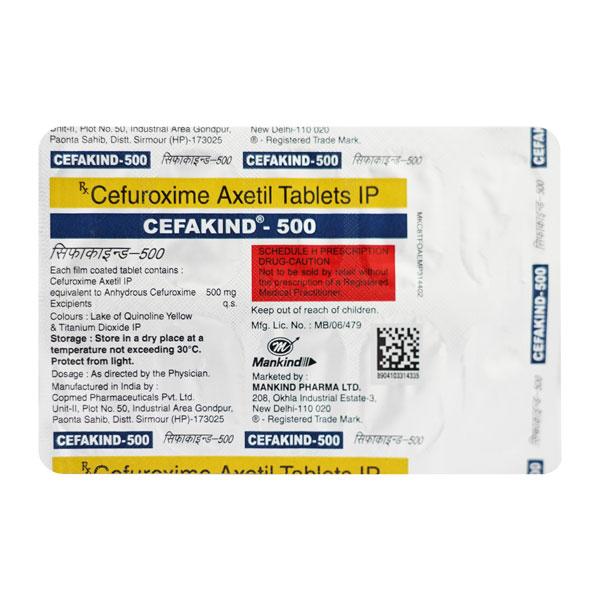 Unit-II, Plot No. 50, Industrial Area Gondpur,
Paonta Sahib, Distt. Sirmour (HP)-173025
New Delhi-110 020
® - Registered Trade Mark.
CEFAKIND-500 सिफाकाइन्ड-500 CEFAKIND-500 सिफाकाइन्ड-500
Rx Cefuroxime Axetil Tablets IP
CEFAKIND® - 500
सिफाकाइन्ड-500
Each film coated tablet contains :
Cefuroxime Axetil IP
equivalent to Anhydrous Cefuroxime 500 mg
Excipients q.s.
Colours : Lake of Quinoline Yellow
& Titanium Dioxide IP
Storage : Store in a dry place at a
temperature not exceeding 30°C.
Protect from light.
Dosage : As directed by the Physician.
Manufactured in India by :
Copmed Pharmaceuticals Pvt. Ltd.
Unit-II, Plot No. 50, Industrial Area Gondpur,
Paonta Sahib, Distt. Sirmour (HP)-173025
SCHEDULE H PRESCRIPTION
DRUG-CAUTION
Not to be sold by retail without
the prescription of a Registered
Medical Practitioner.
Keep out of reach of children.
Mfg. Lic. No. : MB/06/479
Mankind
Marketed by :
MANKIND PHARMA LTD.
208, Okhla Industrial Estate-3,
New Delhi-110 020
® - Registered Trade Mark.
8904103314335
CEFAKIND-500 सिफाकाइन्ड-500 CEFAKIND-500 सिफाकाइन्ड-500
Rx Cefuroxime Axetil Tablets IP
CEFAK
सिफाकाइन्ड-500
CEFAKIND-500